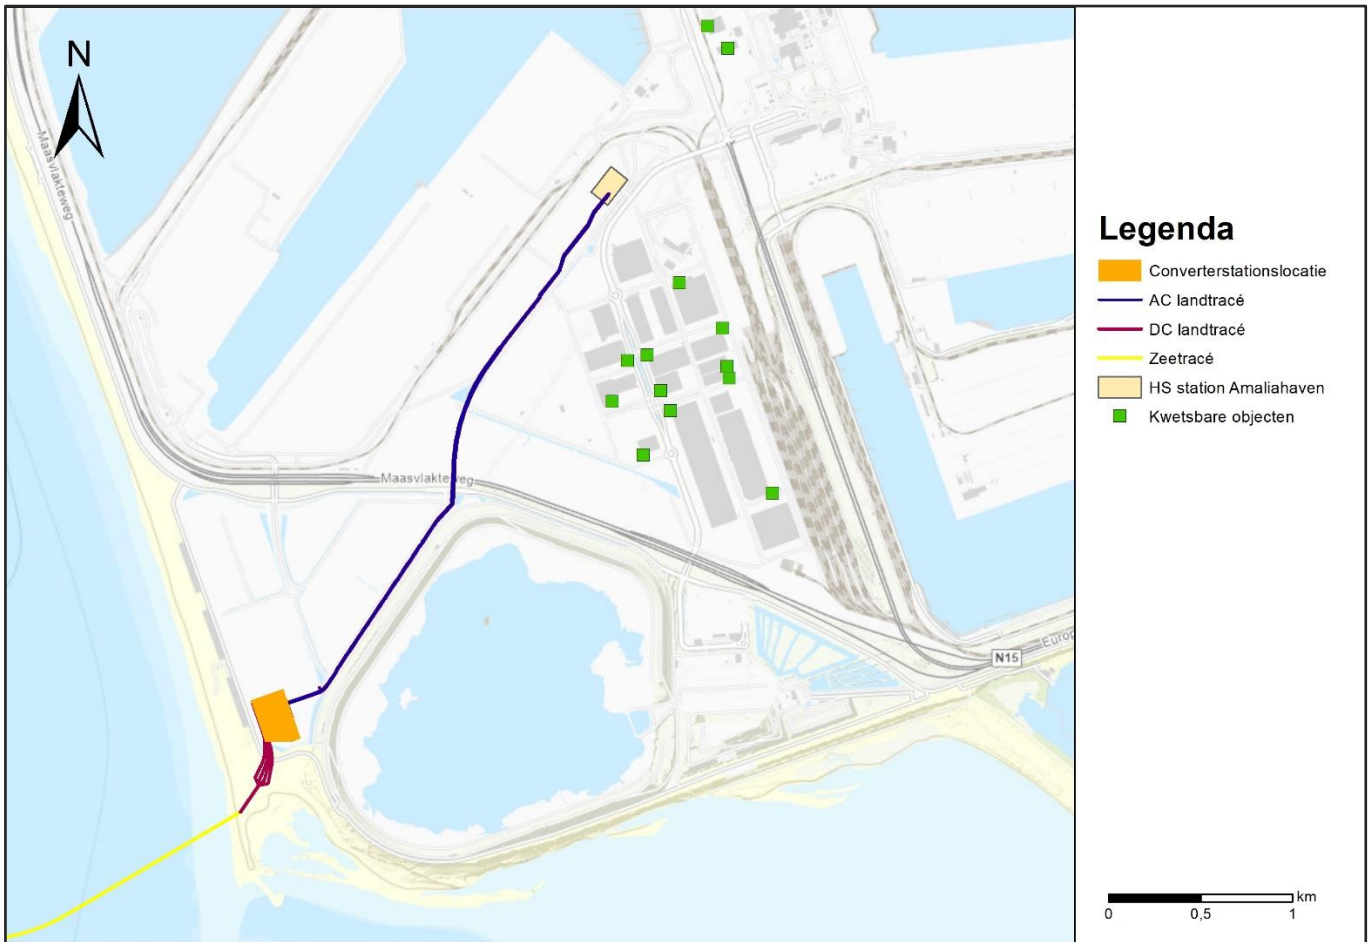 N
Maasvlakteweg
Maasvlakteweg
N15
Europ
Legenda
Converterstationslocatie
AC landtracé
DC landtracé
Zeetracé
HS station Amaliahaven
Kwetsbare objecten
km
0 0,5 1